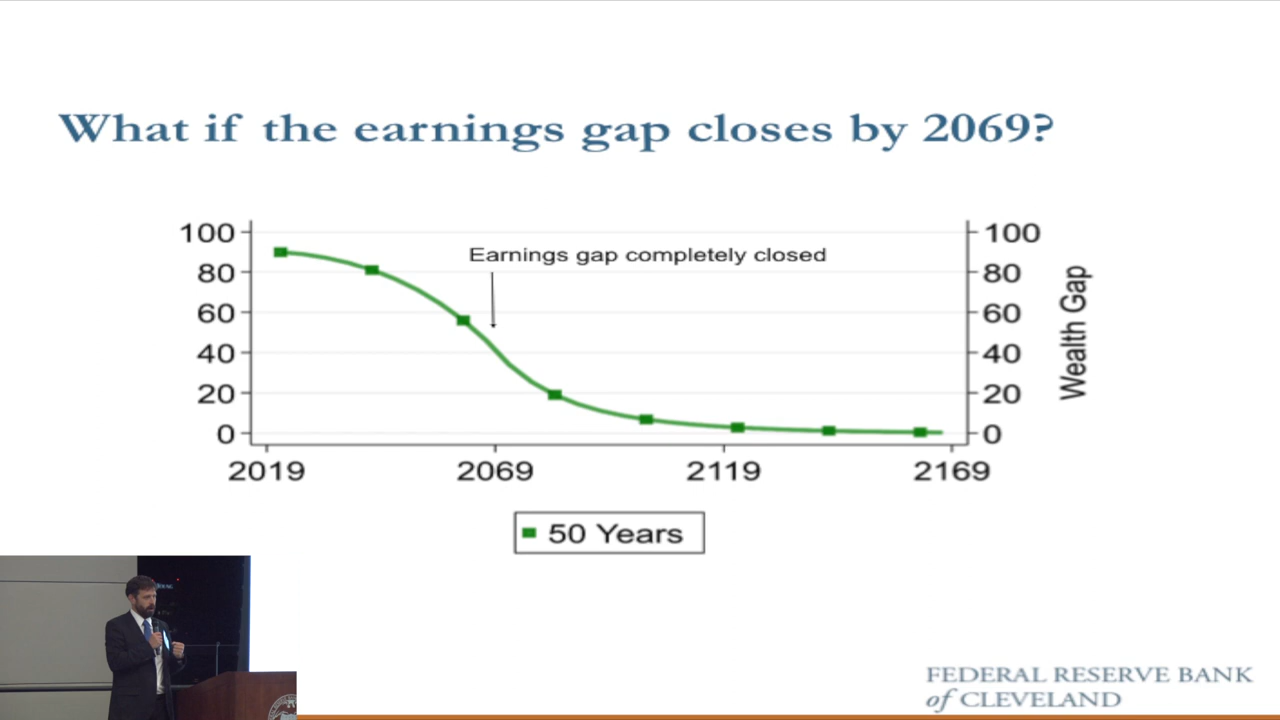 What if the earnings gap closes by 2069?
100
80
60
40
20
0
Earnings gap completely closed
100
80
60
40
20
0
Wealth Gap
2019 2069 2119 2169
50 Years
FEDERAL RESERVE BANK
of CLEVELAND